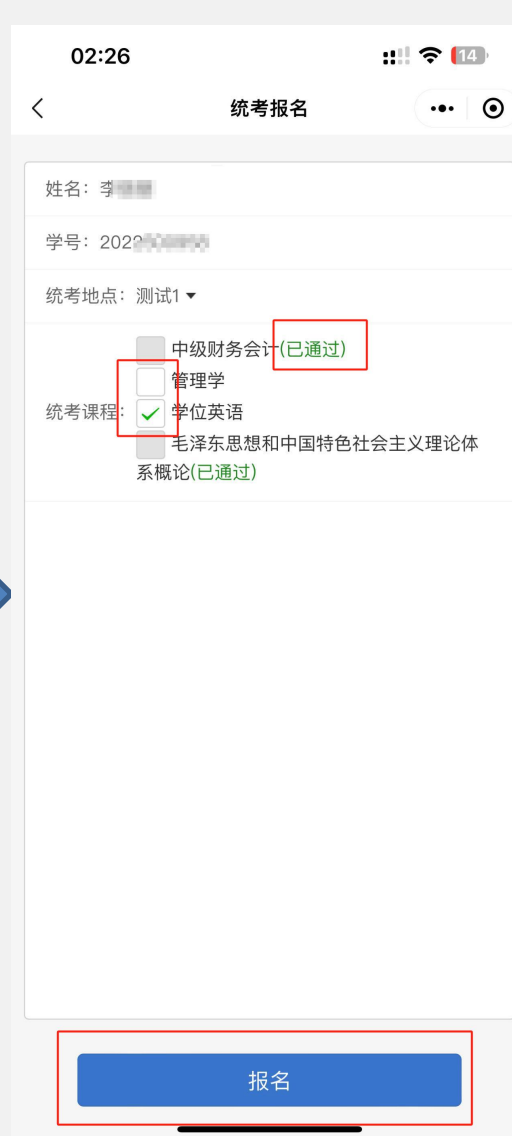 02:26
14
统考报名
姓名：李
学号：202
统考地点：测试1
中级财务会计(已通过)
管理学
统考课程：
学位英语
毛泽东思想和中国特色社会主义理论体
系概论(已通过)
报名